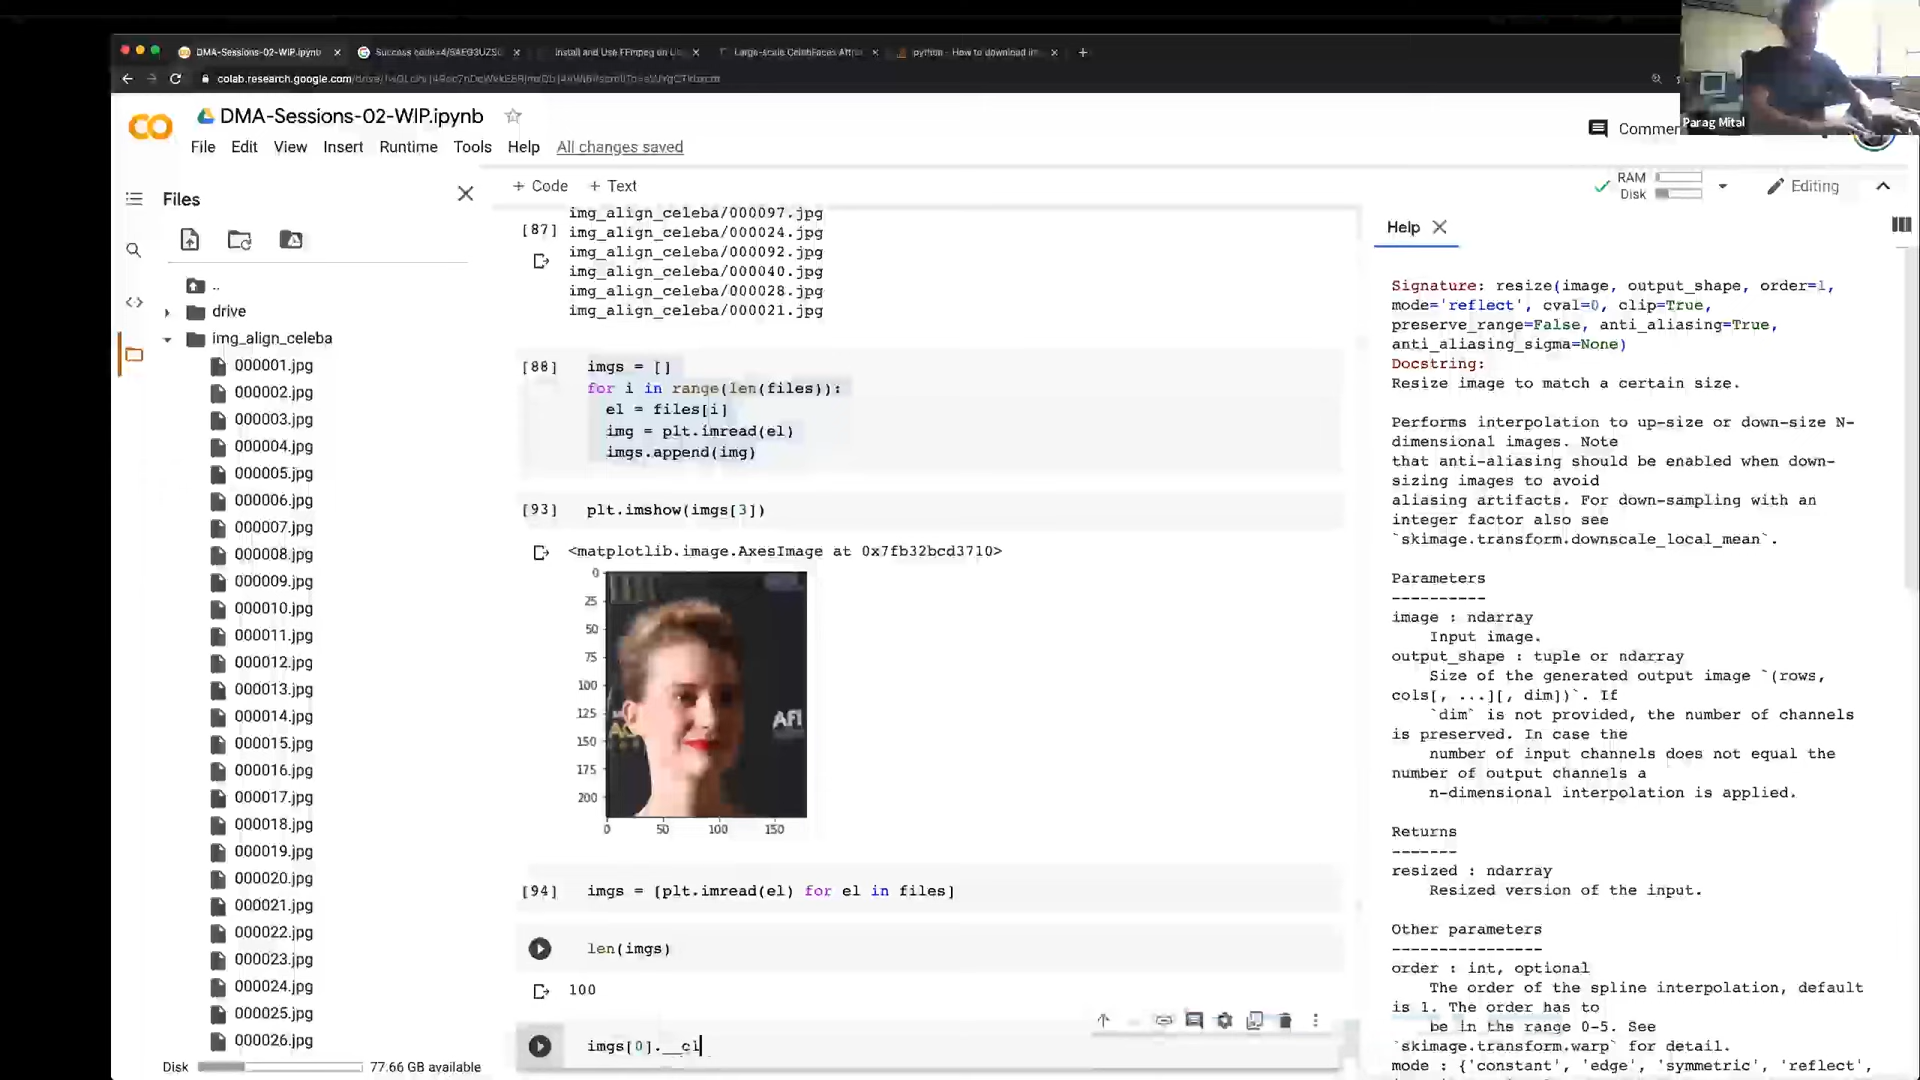 DMA-Sessions-02-WIP.ipynb
Install and Use FFmpeg on
python - How to download
colab.research.google.com/
Parag Mital
DMA-Sessions-02-WIP.ipynb
File Edit View Insert Runtime Tools Help All changes saved
+ Code + Text
RAM
Disk
Editing
Files
..
drive
img_align_celeba
000001.jpg
000002.jpg
000003.jpg
000004.jpg
000005.jpg
000006.jpg
000007.jpg
000008.jpg
000009.jpg
000010.jpg
000011.jpg
000012.jpg
000013.jpg
000014.jpg
000015.jpg
000016.jpg
000017.jpg
000018.jpg
000019.jpg
000020.jpg
000021.jpg
000022.jpg
000023.jpg
000024.jpg
000025.jpg
000026.jpg
Disk 77.66 GB available
[87]
img_align_celeba/000097.jpg
img_align_celeba/000024.jpg
img_align_celeba/000092.jpg
img_align_celeba/000040.jpg
img_align_celeba/000028.jpg
img_align_celeba/000021.jpg
[88] imgs = []
for i in range(len(files)):
el = files[i]
img = plt.imread(el)
imgs.append(img)
[93] plt.imshow(imgs[3])
<matplotlib.image.AxesImage at 0x7fb32bcd3710>
0
25
50
75
100
125
150
175
200
0 50 100 150
AFI
[94] imgs = [plt.imread(el) for el in files]
len(imgs)
100
imgs[0].__cl
Help
Signature: resize(image, output_shape, order=1,
mode='reflect', cval=0, clip=True,
preserve_range=False, anti_aliasing=True,
anti_aliasing_sigma=None)
Docstring:
Resize image to match a certain size.
Performs interpolation to up-size or down-size N-
dimensional images. Note
that anti-aliasing should be enabled when down-
sizing images to avoid
aliasing artifacts. For down-sampling with an
integer factor also see
`skimage.transform.downscale_local_mean`.
Parameters
----------
image : ndarray
Input image.
output_shape : tuple or ndarray
Size of the generated output image `(rows,
cols[, ...][, dim])`. If
`dim` is not provided, the number of channels
is preserved. In case the
number of input channels does not equal the
number of output channels a
n-dimensional interpolation is applied.
Returns
-------
resized : ndarray
Resized version of the input.
Other parameters
----------------
order : int, optional
The order of the spline interpolation, default
is 1. The order has to
be in the range 0-5. See
`skimage.transform.warp` for detail.
mode : {'constant', 'edge', 'symmetric', 'reflect',